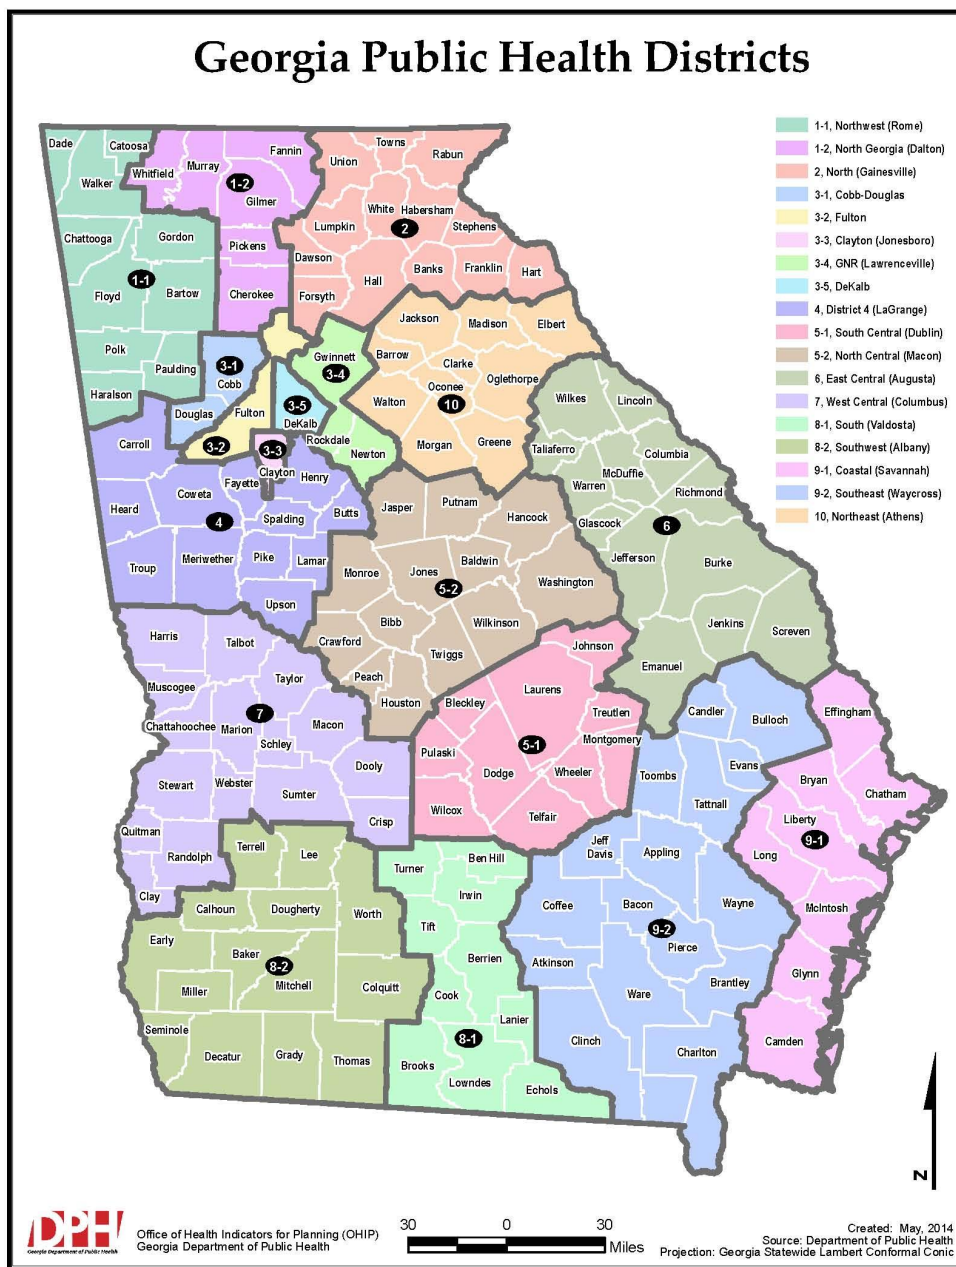 Georgia Public Health Districts
1-1, Northwest (Rome)
1-2, North Georgia (Dalton)
2, North (Gainesville)
3-1, Cobb-Douglas
3-2, Fulton
3-3, Clayton (Jonesboro)
3-4, GNR (Lawrenceville)
3-5, DeKalb
4, District 4 (LaGrange)
5-1, South Central (Dublin)
5-2, North Central (Macon)
6, East Central (Augusta)
7, West Central (Columbus)
8-1, South (Valdosta)
8-2, Southwest (Albany)
9-1, Coastal (Savannah)
9-2, Southeast (Waycross)
10, Northeast (Athens)
Dade
Catoosa
Walker
Chattooga
Gordon
1-1
Floyd
Bartow
Polk
Paulding
Haralson
Whitfield
Murray
Fannin
1-2
Gilmer
Pickens
Cherokee
Towns
Union
Rabun
White
Habersham
Lumpkin
2
Stephens
Dawson
Hall
Banks
Franklin
Hart
Forsyth
3-1
Cobb
Douglas
Fulton
3-2
3-3
Clayton
Gwinnett
3-4
Rockdale
Newton
3-5
DeKalb
Jackson
Madison
Elbert
Barrow
Clarke
Oconee
Oglethorpe
Walton
10
Morgan
Greene
Carroll
Fayette
Henry
Heard
Coweta
4
Spalding
Butts
Troup
Meriwether
Pike
Lamar
Upson
Jasper
Putnam
Hancock
Monroe
Jones
Baldwin
5-2
Washington
Bibb
Wilkinson
Crawford
Twiggs
Peach
Houston
Wilkes
Lincoln
Taliaferro
Columbia
McDuffie
Warren
Richmond
Glascock
6
Jefferson
Burke
Jenkins
Screven
Emanuel
Harris
Talbot
Taylor
Muscogee
7
Chattahoochee
Marion
Macon
Schley
Dooly
Stewart
Webster
Sumter
Crisp
Quitman
Randolph
Clay
Johnson
Laurens
Bleckley
Treutlen
Pulaski
5-1
Montgomery
Dodge
Wheeler
Wilcox
Telfair
Candler
Bulloch
Toombs
Evans
Tattnall
Jeff
Davis
Appling
Coffee
Bacon
Wayne
9-2
Pierce
Atkinson
Ware
Brantley
Clinch
Charlton
Effingham
Bryan
Chatham
Liberty
9-1
Long
McIntosh
Glynn
Camden
Terrell
Lee
Calhoun
Dougherty
Worth
Early
Baker
8-2
Mitchell
Miller
Colquitt
Seminole
Decatur
Grady
Thomas
Turner
Ben Hill
Irwin
Tift
Berrien
Cook
Lanier
8-1
Brooks
Lowndes
Echols
N
DPH
Georgia Department of Public Health
Office of Health Indicators for Planning (OHIP)
Georgia Department of Public Health
30 0 30
Miles
Created: May, 2014
Source: Department of Public Health
Projection: Georgia Statewide Lambert Conformal Conic